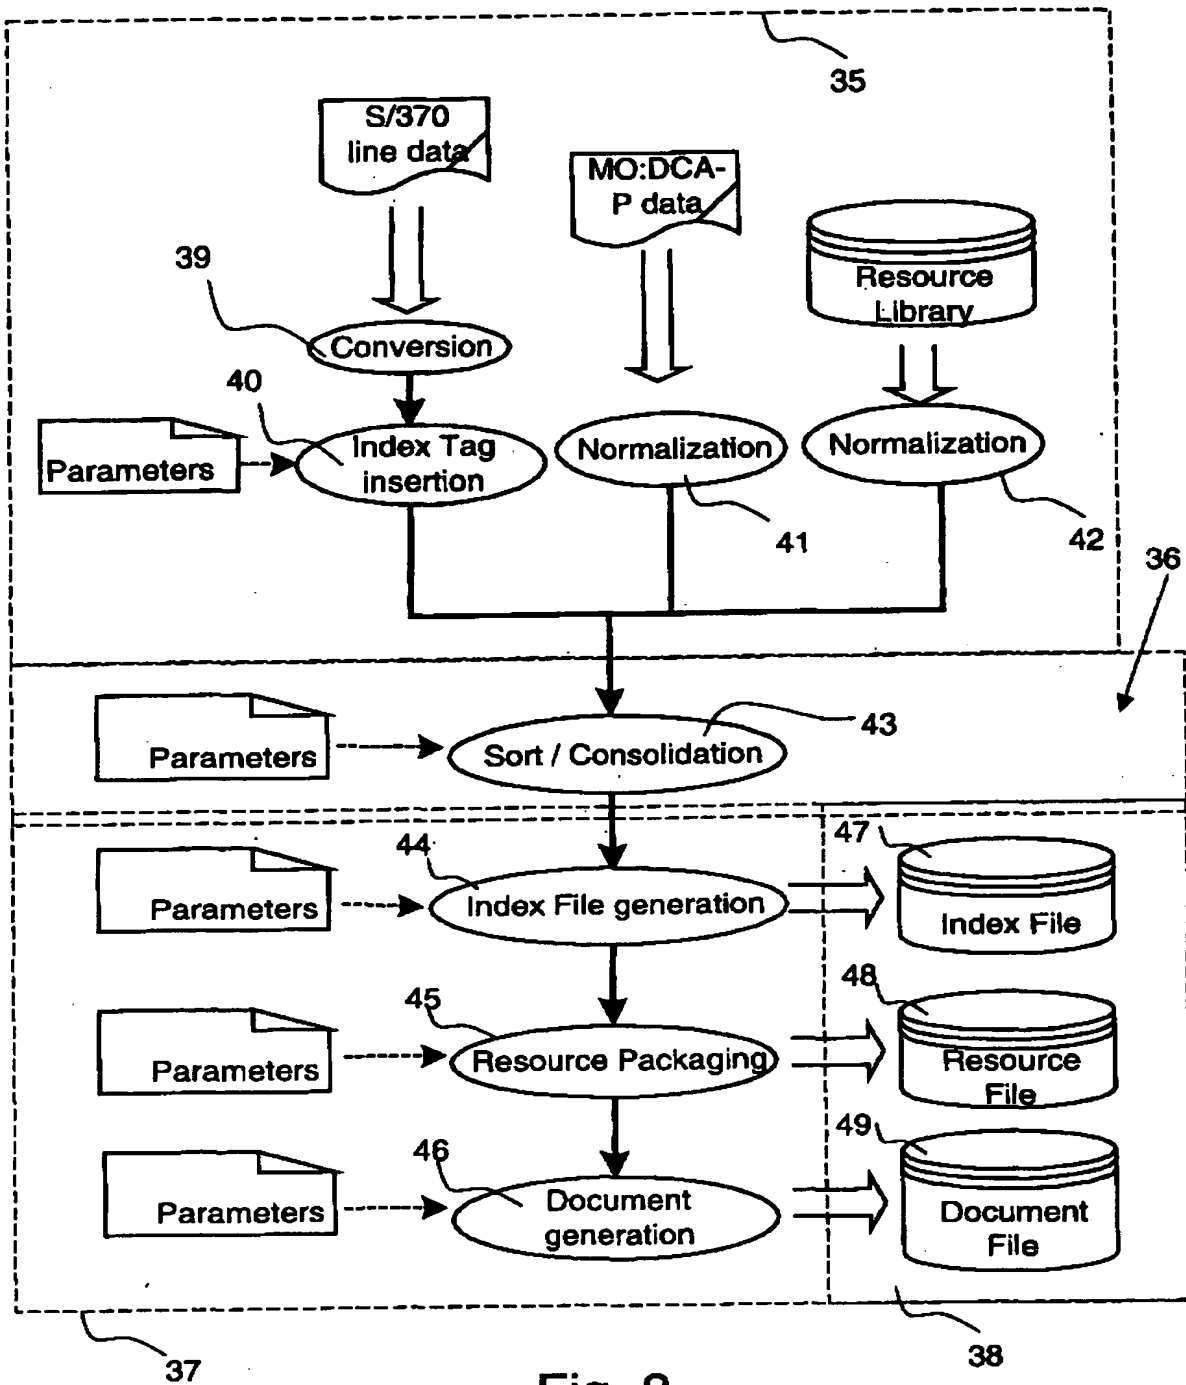 35
S/370
line data
MO:DCA-
P data
Resource
Library
39
Conversion
40
Parameters
Index Tag
insertion
Normalization
Normalization
41
42
36
Parameters
Sort / Consolidation
43
44
Parameters
Index File generation
47
Index File
45
Parameters
Resource Packaging
48
Resource
File
46
Parameters
Document
generation
49
Document
File
37
38